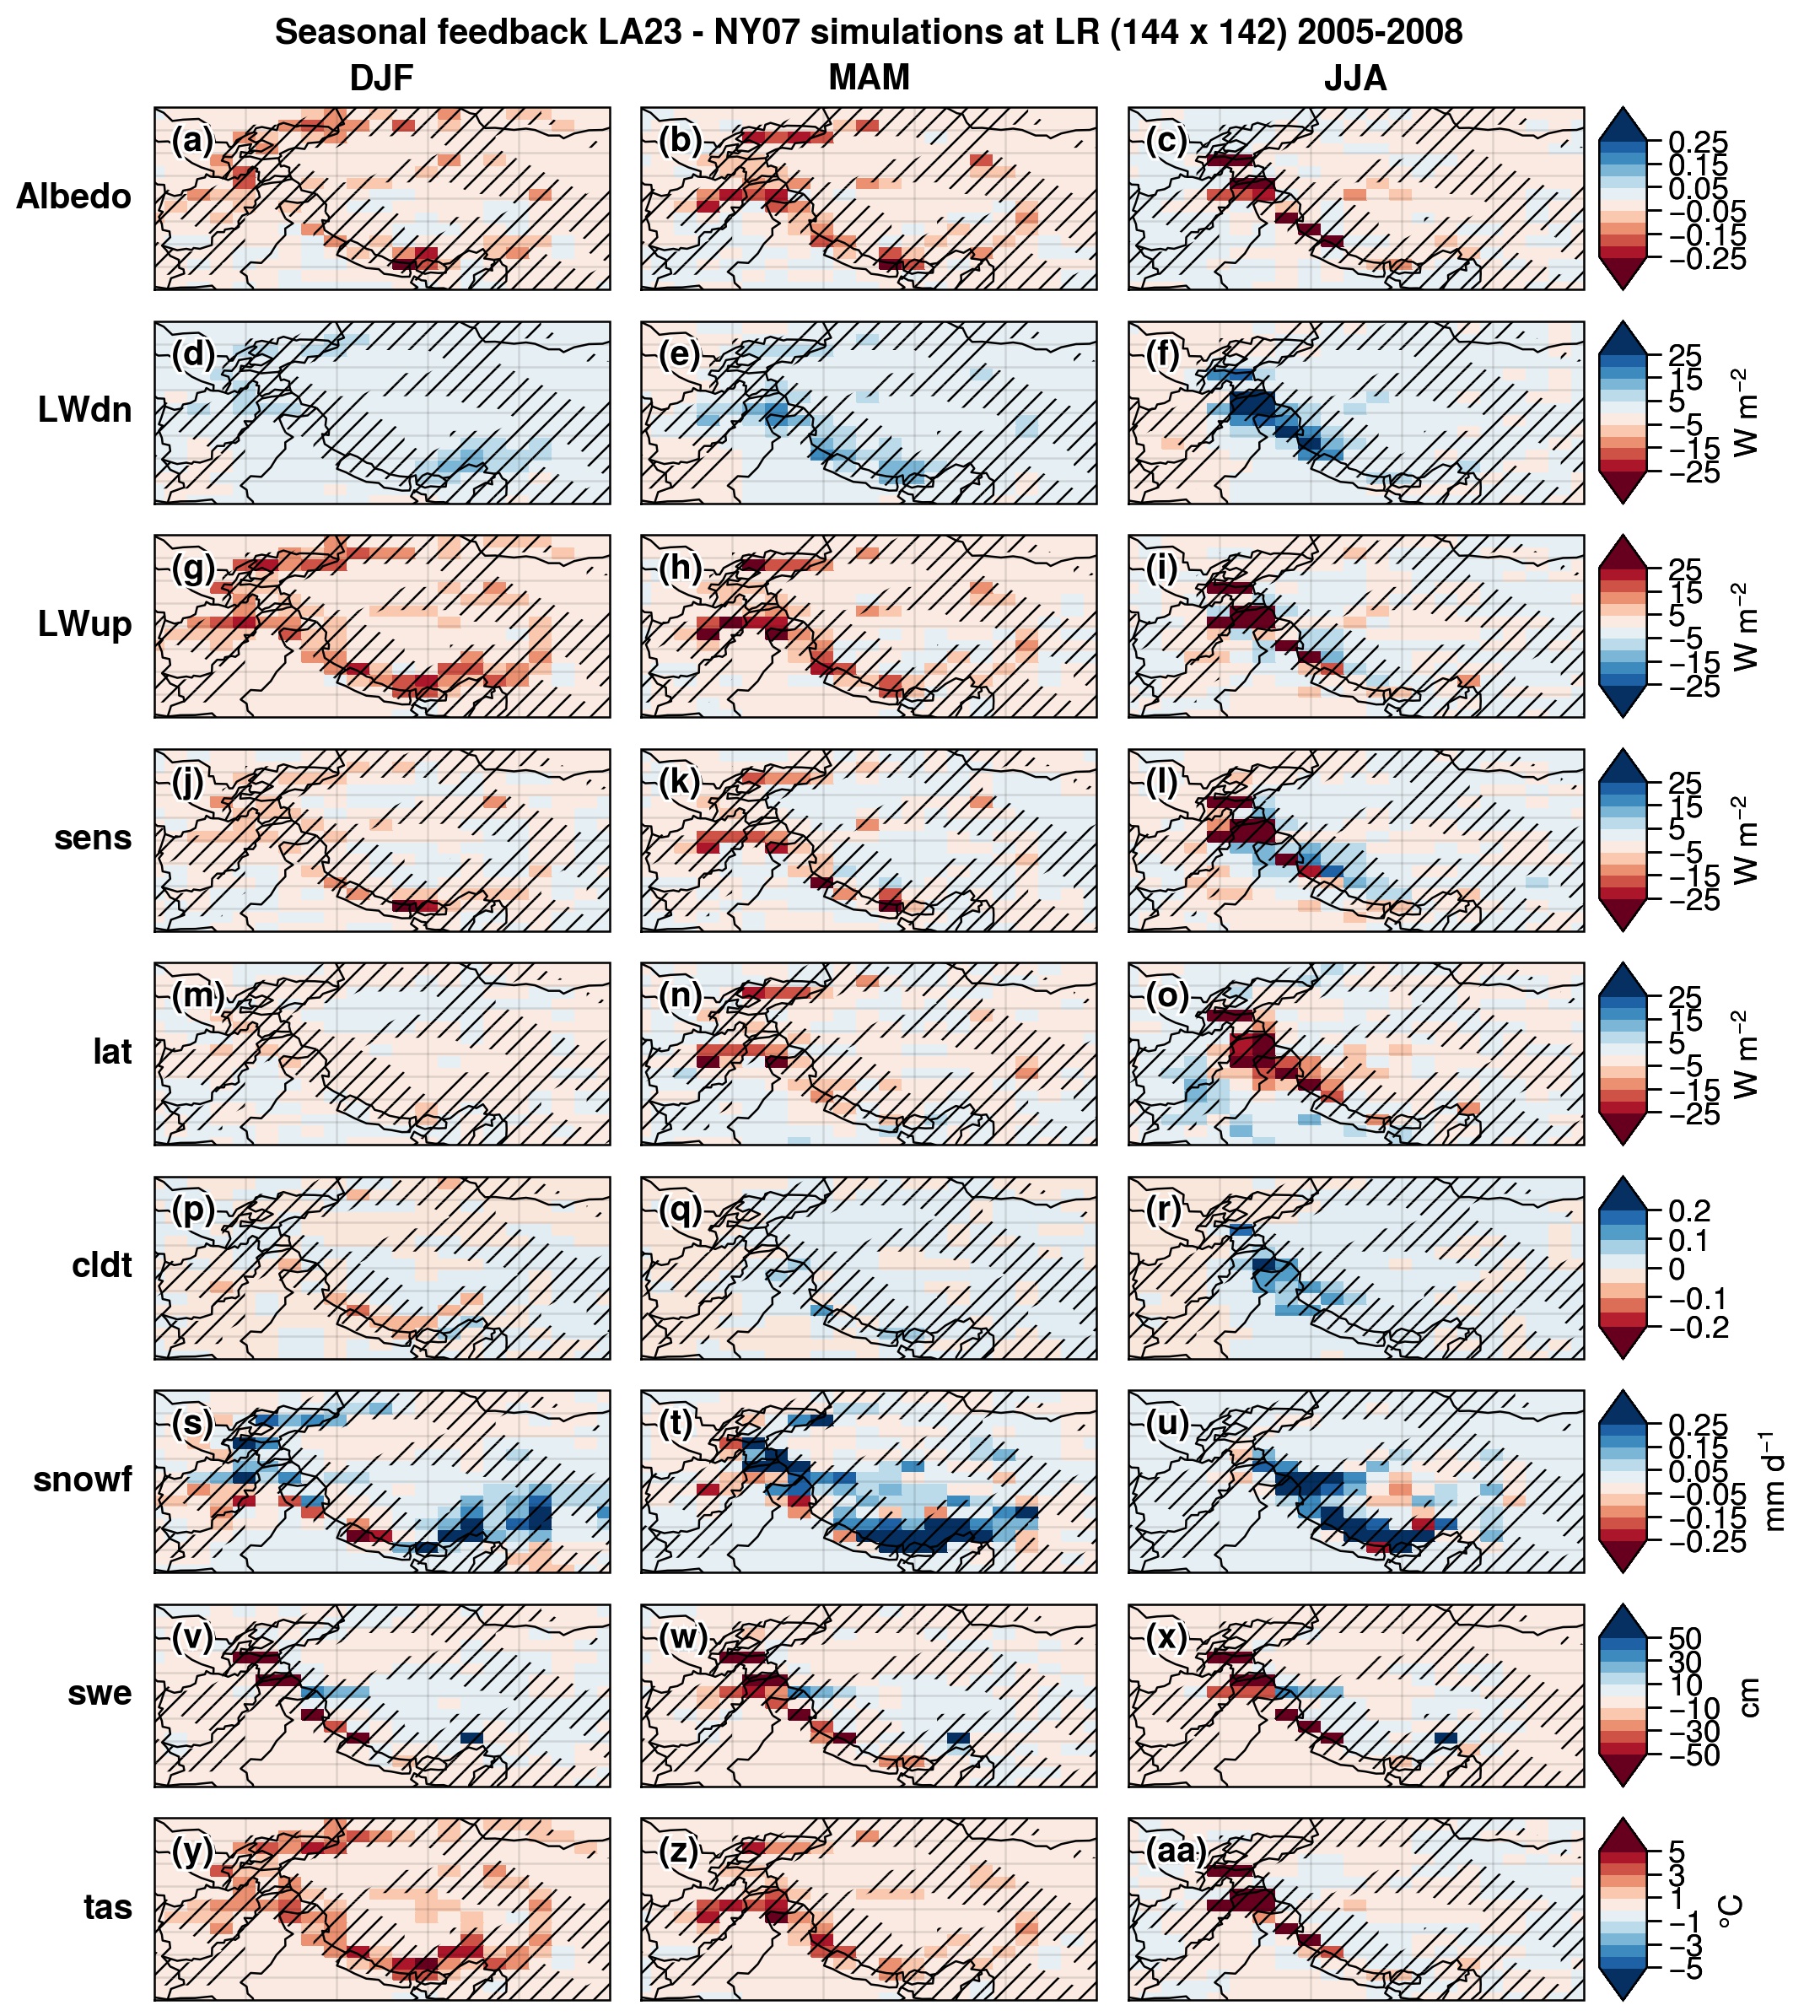 Seasonal feedback LA23 - NY07 simulations at LR (144 x 142) 2005-2008
DJF MAM JJA
Albedo (a) (b) (c)
0.25
0.15
0.05
−0.05
−0.15
−0.25
LWdn (d) (e) (f)
25
15
5
−5
−15
−25
W m−2
LWup (g) (h) (i)
25
15
5
−5
−15
−25
W m−2
sens (j) (k) (l)
25
15
5
−5
−15
−25
W m−2
lat (m) (n) (o)
25
15
5
−5
−15
−25
W m−2
cldt (p) (q) (r)
0.2
0.1
0
−0.1
−0.2
snowf (s) (t) (u)
0.25
0.15
0.05
−0.05
−0.15
−0.25
mm d−1
swe (v) (w) (x)
50
30
10
−10
−30
−50
cm
tas (y) (z) (aa)
5
3
1
−1
−3
−5
°C